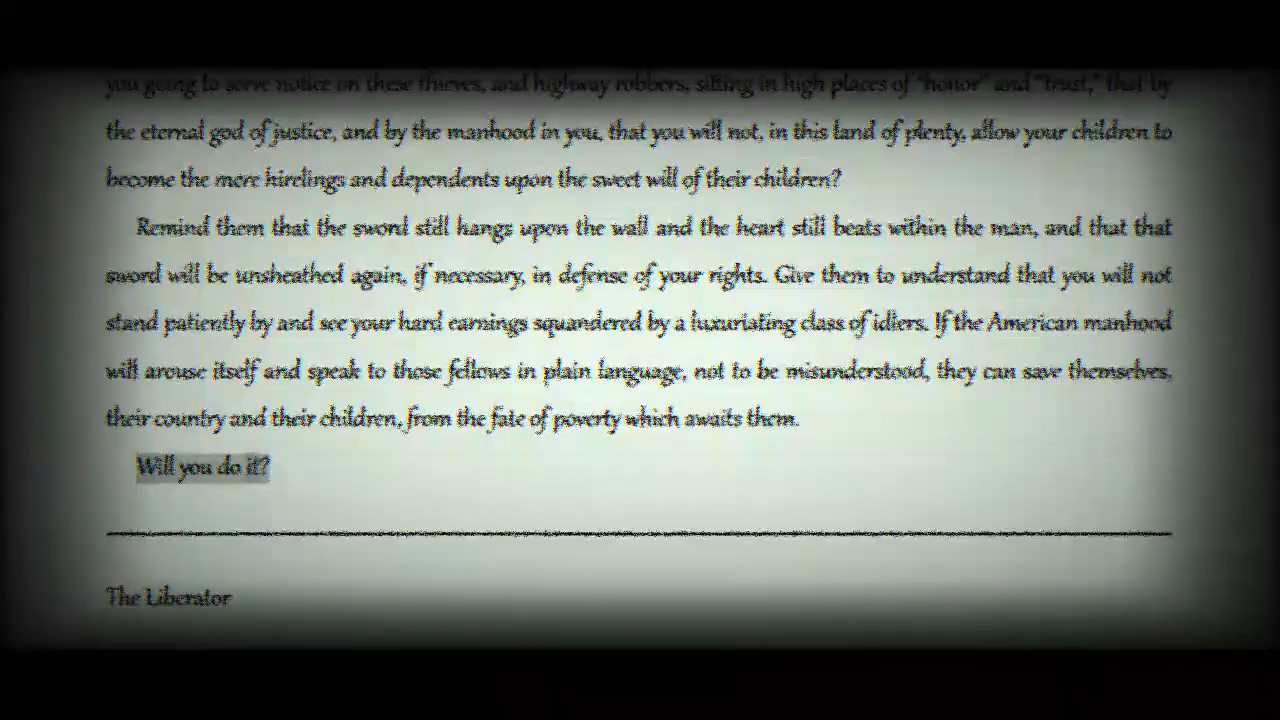 you going to serve notice on these thieves, and highway robbers, sitting in high places of "honor" and "trust," that by
the eternal god of justice, and by the manhood in you, that you will not, in this land of plenty, allow your children to
become the mere hirelings and dependents upon the sweet will of their children?
Remind them that the sword still hangs upon the wall and the heart still beats within the man, and that that
sword will be unsheathed again, if necessary, in defense of your rights. Give them to understand that you will not
stand patiently by and see your hard earnings squandered by a luxuriating class of idlers. If the American manhood
will arouse itself and speak to those fellows in plain language, not to be misunderstood, they can save themselves,
their country and their children, from the fate of poverty which awaits them.
Will you do it?
The Liberator